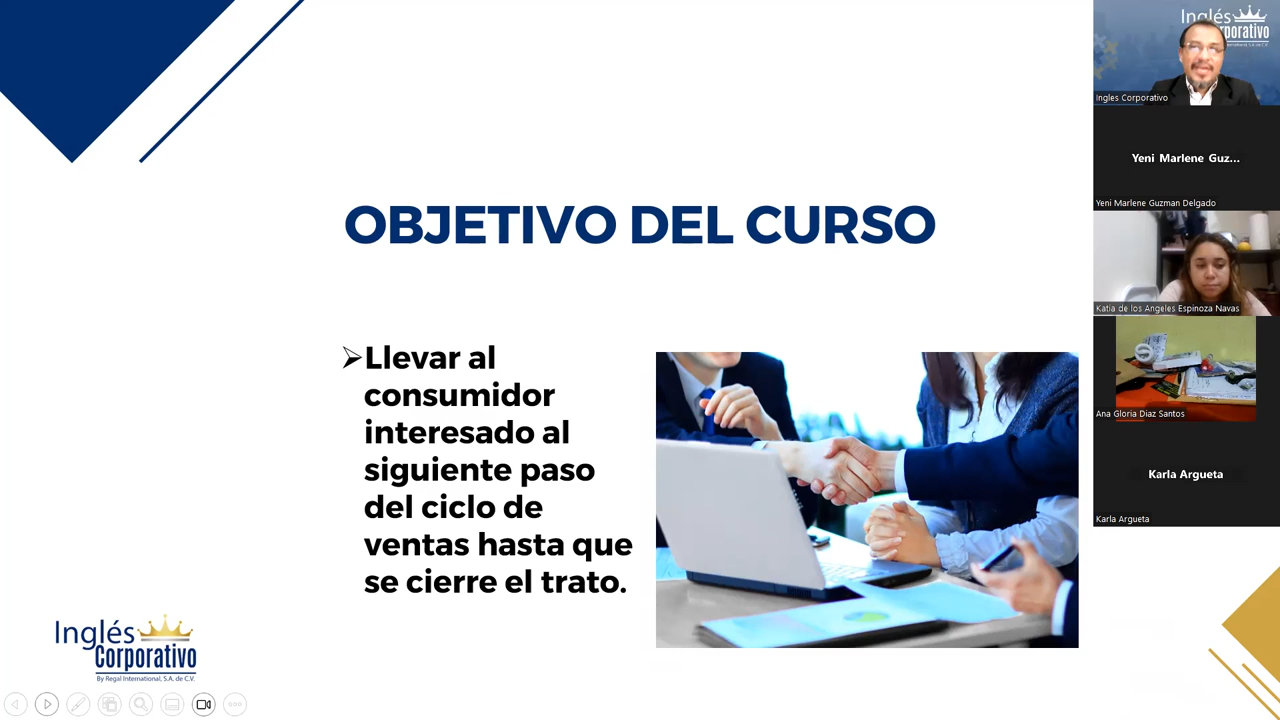 OBJETIVO DEL CURSO
➢Llevar al
consumidor
interesado al
siguiente paso
del ciclo de
ventas hasta que
se cierre el trato.
Inglés
Corporativo
By Regal International, S.A. de C.V.
Inglés
Ingles Corporativo
Yeni Marlene Guz...
Yeni Marlene Guzman Delgado
Katia de los Angeles Espinoza Navas
Ana Gloria Diaz Santos
Karla Argueta
Karla Argueta